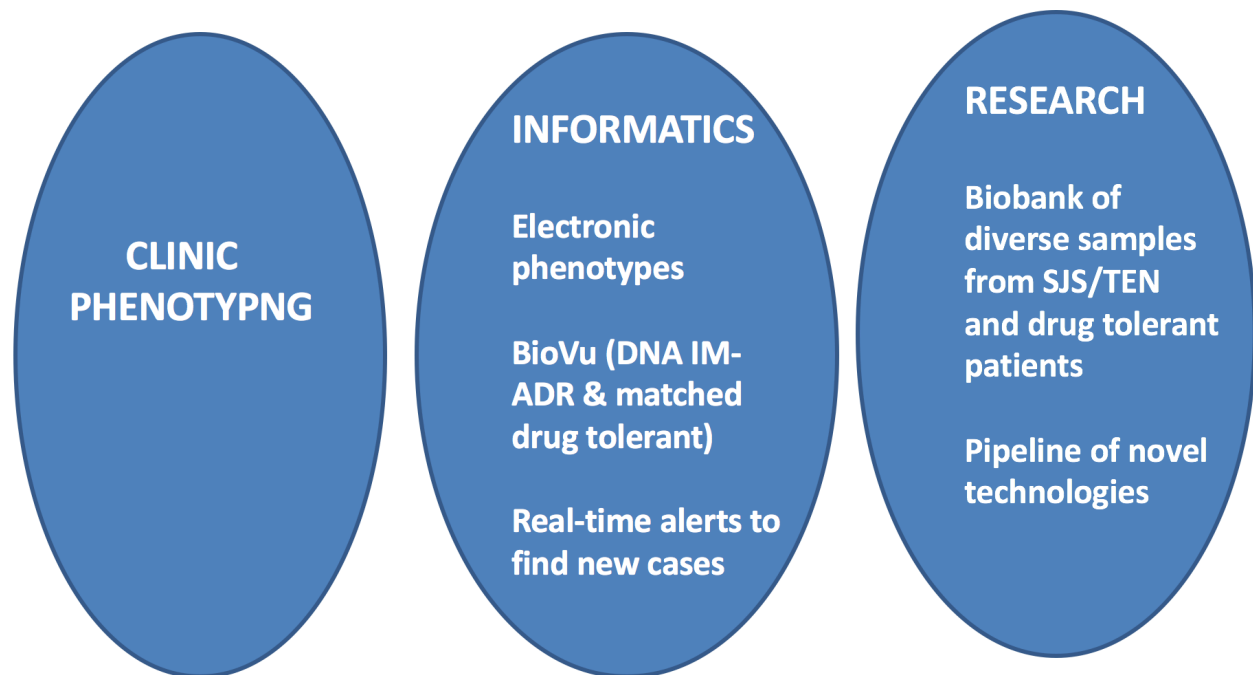 CLINIC
PHENOTYPNG
INFORMATICS
Electronic
phenotypes
BioVu (DNA IM-
ADR & matched
drug tolerant)
Real-time alerts to
find new cases
RESEARCH
Biobank of
diverse samples
from SJS/TEN
and drug tolerant
patients
Pipeline of novel
technologies